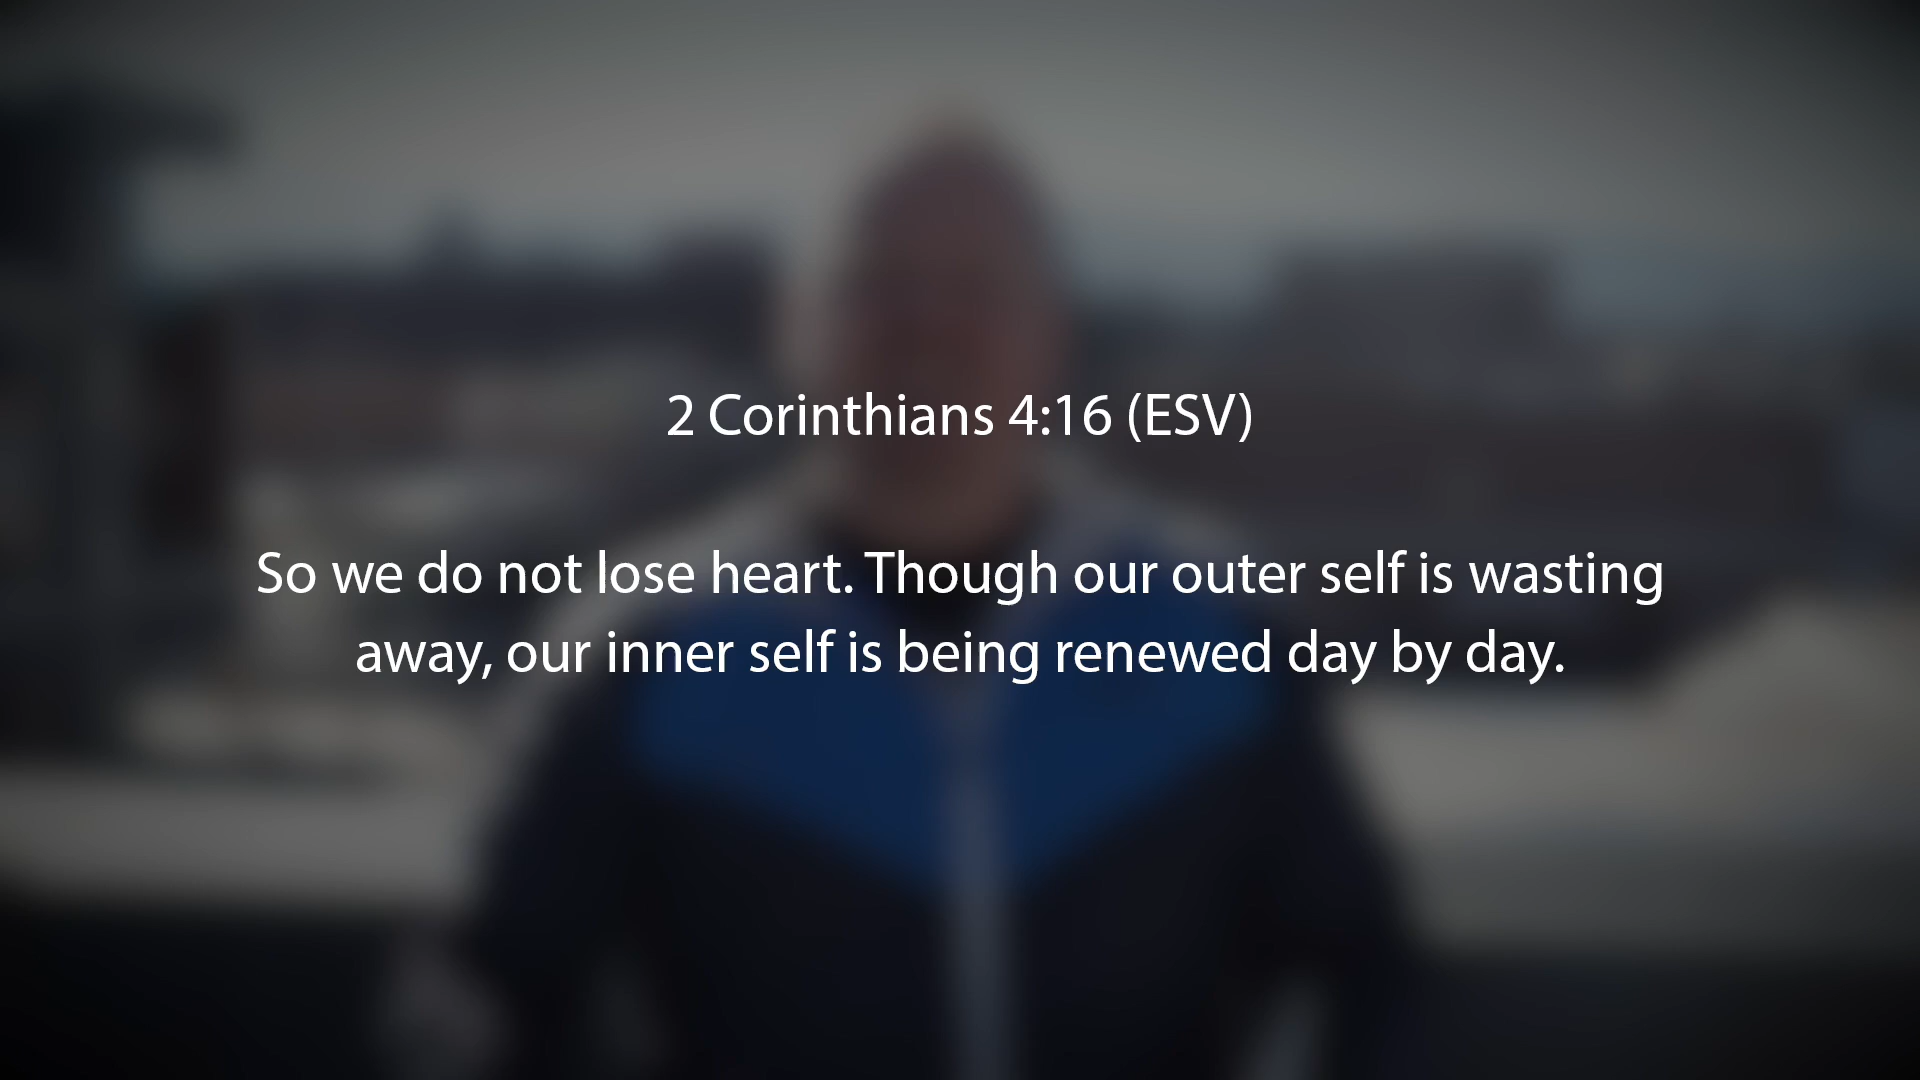 2 Corinthians 4:16 (ESV)
So we do not lose heart. Though our outer self is wasting
away, our inner self is being renewed day by day.